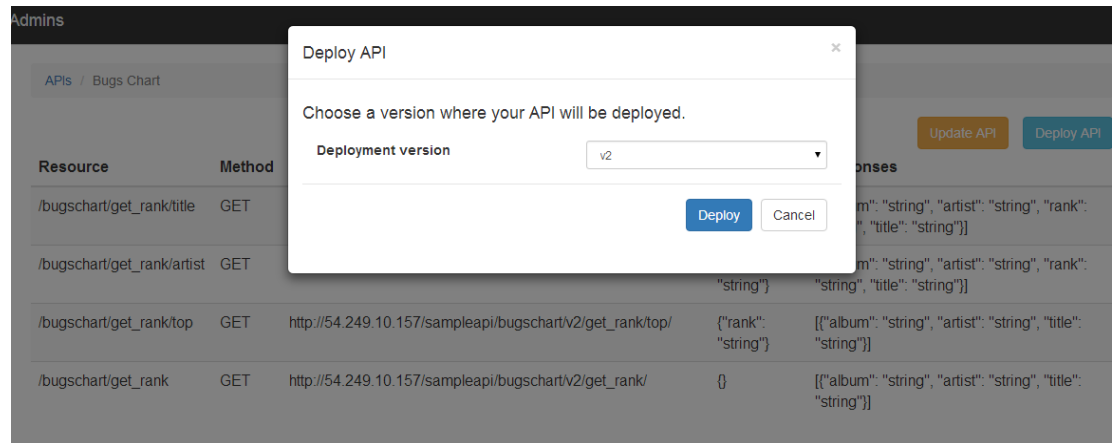 Admins
Deploy API ×
APIs / Bugs Chart
Choose a version where your API will be deployed.
Update API Deploy API
Deployment version v2
Resource Method onses
Deploy Cancel
/bugschart/get_rank/title GET um": "string", "artist": "string", "rank":
", "title": "string"}]
/bugschart/get_rank/artist GET m": "string", "artist": "string", "rank":
"string"} "string", "title": "string"}]
/bugschart/get_rank/top GET http://54.249.10.157/sampleapi/bugschart/v2/get_rank/top/ {"rank": [{"album": "string", "artist": "string", "title":
"string"} "string"}]
/bugschart/get_rank GET http://54.249.10.157/sampleapi/bugschart/v2/get_rank/ {} [{"album": "string", "artist": "string", "title":
"string"}]